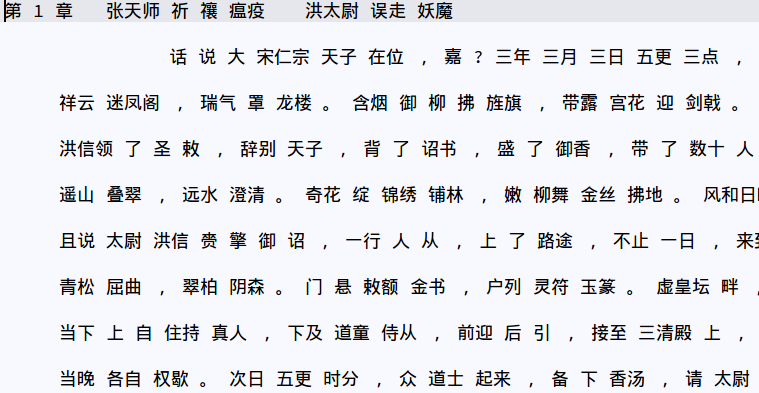 第 1 章 张天师 祈 禳 瘟疫 洪太尉 误走 妖魔
话 说 大 宋仁宗 天子 在位 ， 嘉 ? 三年 三月 三日 五更 三点 ，
祥云 迷凤阁 ， 瑞气 罩 龙楼 。 含烟 御 柳 拂 旌旗 ， 带露 宫花 迎 剑戟 。
洪信领 了 圣 敕 ， 辞别 天子 ， 背 了 诏书 ， 盛 了 御香 ， 带 了 数十 人
遥山 叠翠 ， 远水 澄清 。 奇花 绽 锦绣 铺林 ， 嫩 柳舞 金丝 拂地 。 风和日
且说 太尉 洪信 赍 擎 御 诏 ， 一行 人 从 ， 上 了 路途 ， 不止 一日 ， 来
青松 屈曲 ， 翠柏 阴森 。 门 悬 敕额 金书 ， 户列 灵符 玉篆 。 虚皇坛 畔 ，
当下 上 自 住持 真人 ， 下及 道童 侍从 ， 前迎 后 引 ， 接至 三清殿 上 ，
当晚 各自 权歇 。 次日 五更 时分 ， 众 道士 起来 ， 备 下 香汤 ， 请 太尉